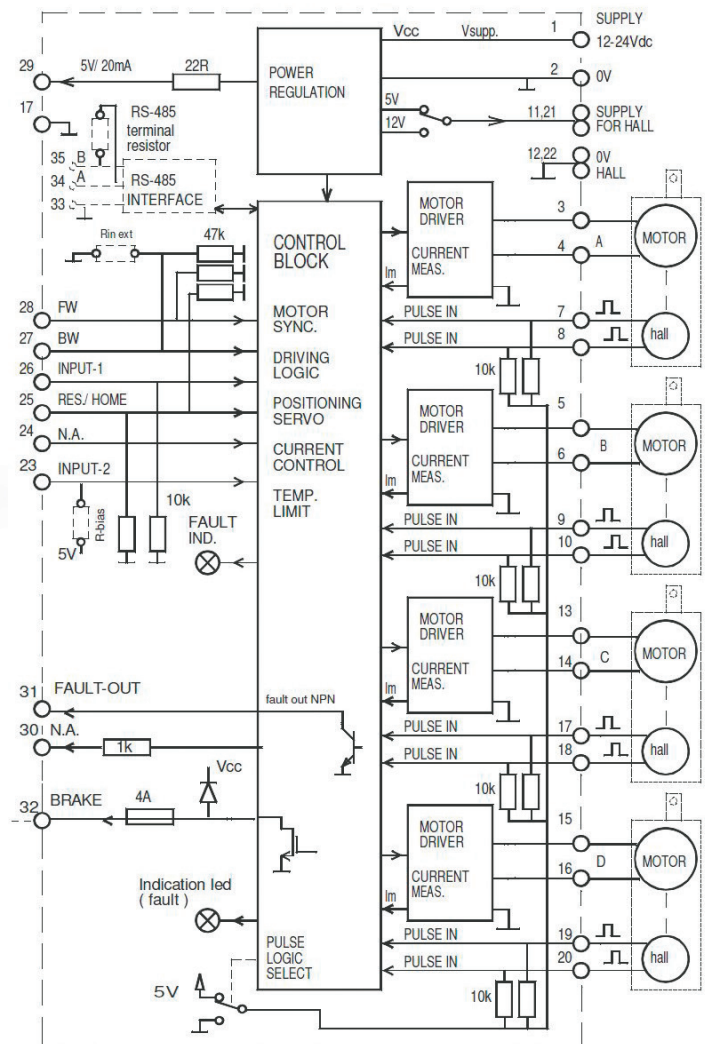 SUPPLY
Vcc
Vsupp.
1
12-24Vdc
29
5V/ 20mA
22R
POWER
REGULATION
2
0V
17
RS-485
terminal
resistor
5V
12V
11,21
SUPPLY
FOR HALL
35
B
34
A
33
RS-485
INTERFACE
12,22
0V
HALL
Rin ext
47k
CONTROL
BLOCK
MOTOR
DRIVER
CURRENT
MEAS.
Im
3
4
A
MOTOR
28
FW
MOTOR
SYNC.
PULSE IN
7
PULSE IN
8
hall
27
BW
DRIVING
LOGIC
10k
26
INPUT-1
25
RES./ HOME
POSITIONING
SERVO
MOTOR
DRIVER
CURRENT
MEAS.
Im
5
6
B
MOTOR
24
N.A.
CURRENT
CONTROL
23
INPUT-2
TEMP.
LIMIT
R-bias
5V
10k
FAULT
IND.
PULSE IN
9
PULSE IN
10
hall
10k
MOTOR
DRIVER
CURRENT
MEAS.
Im
13
14
C
MOTOR
31
FAULT-OUT
fault out NPN
30
N.A.
1k
PULSE IN
17
PULSE IN
18
hall
10k
Vcc
32
BRAKE
4A
MOTOR
DRIVER
CURRENT
MEAS.
Im
15
16
D
MOTOR
Indication led
( fault )
PULSE
LOGIC
SELECT
PULSE IN
19
PULSE IN
20
hall
5V
10k